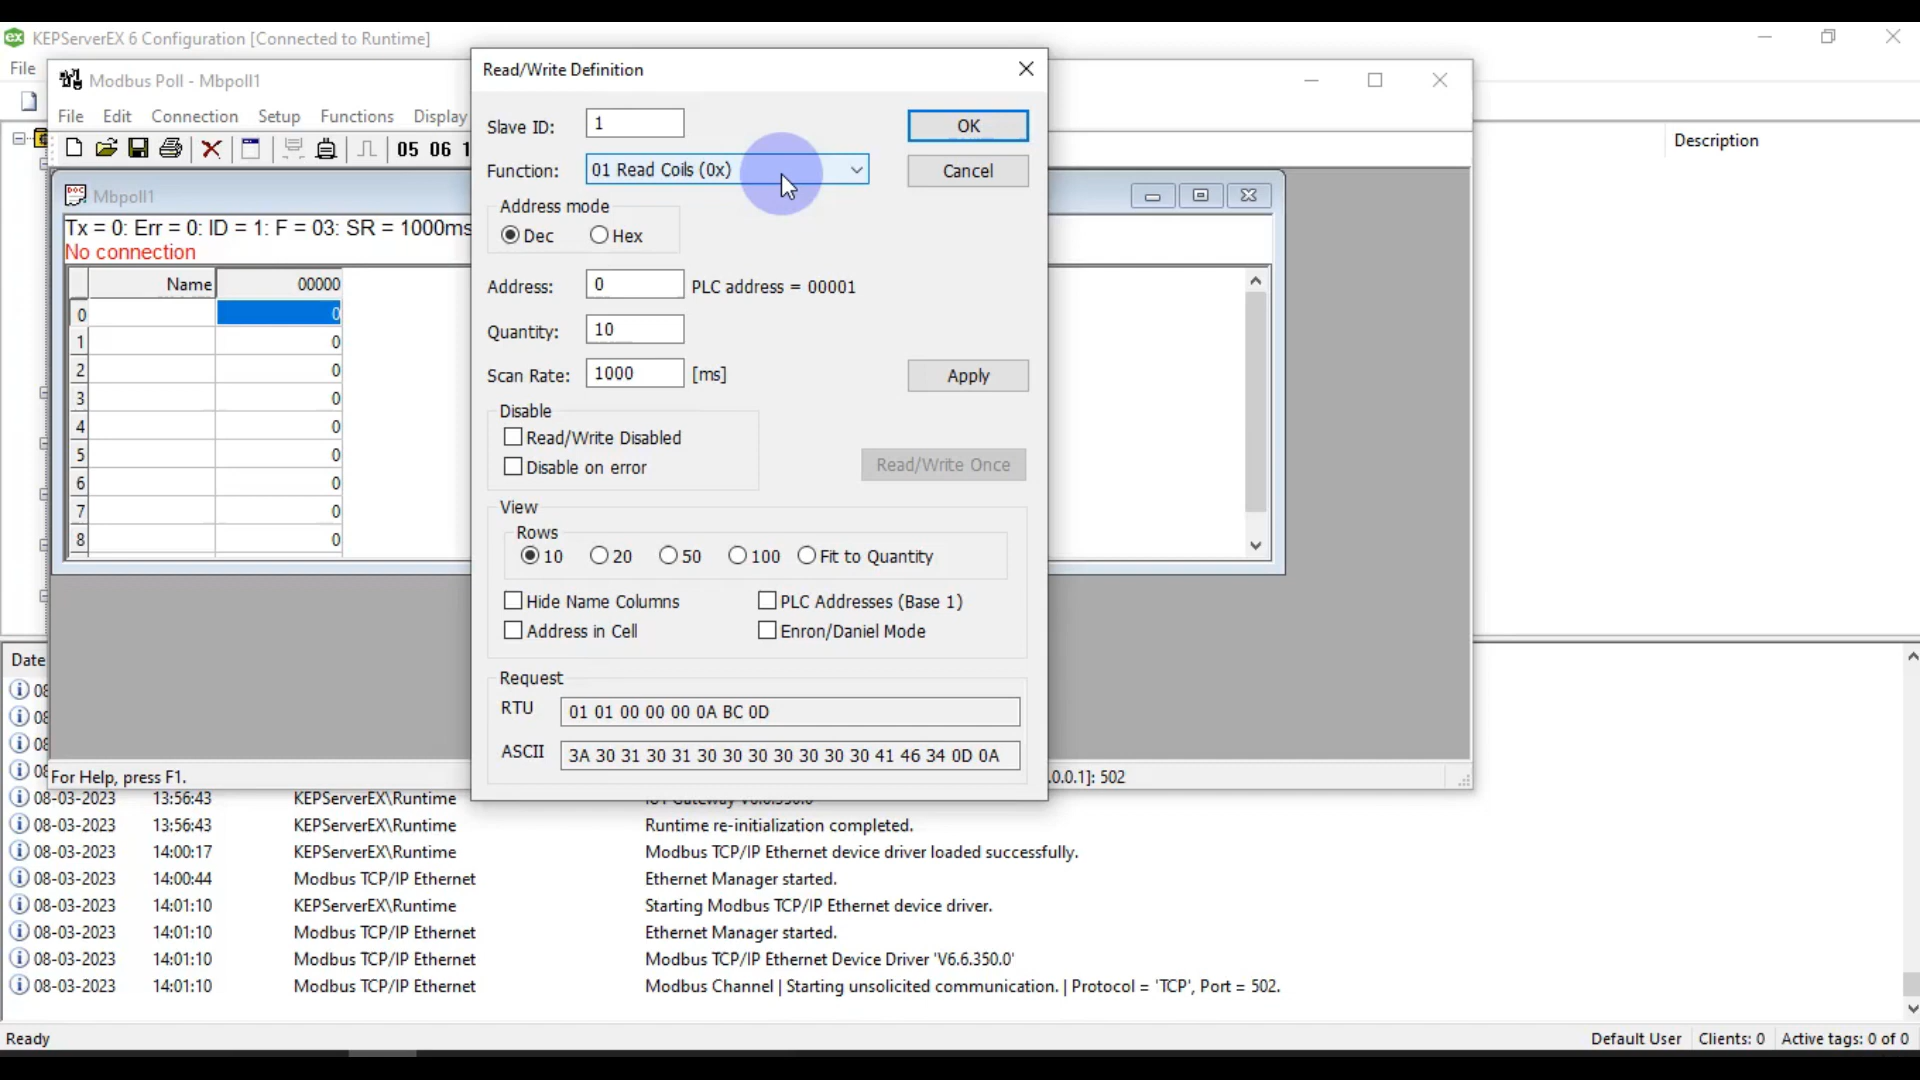 KEPServerEX 6 Configuration [Connected to Runtime]
File
Modbus Poll - Mbpoll1
File Edit Connection Setup Functions Display
05 06
Mbpoll1
Tx = 0: Err = 0: ID = 1: F = 03: SR = 1000ms
No connection
Name 00000
0 0
1 0
2 0
3 0
4 0
5 0
6 0
7 0
8 0
For Help, press F1.
.0.0.1]: 502
Read/Write Definition
Slave ID: 1 OK
Function: 01 Read Coils (0x) Cancel
Address mode
Dec Hex
Address: 0 PLC address = 00001
Quantity: 10
Scan Rate: 1000 [ms] Apply
Disable
Read/Write Disabled
Disable on error Read/Write Once
View
Rows
10 20 50 100 Fit to Quantity
Hide Name Columns PLC Addresses (Base 1)
Address in Cell Enron/Daniel Mode
Request
RTU 01 01 00 00 00 0A BC 0D
ASCII 3A 30 31 30 31 30 30 30 30 30 30 30 41 46 34 0D 0A
Description
Date
08
08
08
08
08-03-2023 13:56:43 KEPServerEX\Runtime
08-03-2023 13:56:43 KEPServerEX\Runtime Runtime re-initialization completed.
08-03-2023 14:00:17 KEPServerEX\Runtime Modbus TCP/IP Ethernet device driver loaded successfully.
08-03-2023 14:00:44 Modbus TCP/IP Ethernet Ethernet Manager started.
08-03-2023 14:01:10 KEPServerEX\Runtime Starting Modbus TCP/IP Ethernet device driver.
08-03-2023 14:01:10 Modbus TCP/IP Ethernet Ethernet Manager started.
08-03-2023 14:01:10 Modbus TCP/IP Ethernet Modbus TCP/IP Ethernet Device Driver 'V6.6.350.0'
08-03-2023 14:01:10 Modbus TCP/IP Ethernet Modbus Channel | Starting unsolicited communication. | Protocol = 'TCP', Port = 502.
Ready Default User Clients: 0 Active tags: 0 of 0